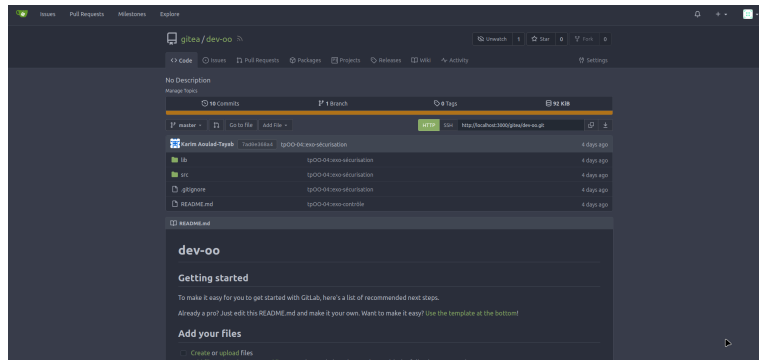 Issues Pull Requests Milestones Explore
gitea / dev-oo
Unwatch 1 Star 0 Fork 0
Code Issues Pull Requests Packages Projects Releases Wiki Activity Settings
No Description
Manage Topics
10 Commits 1 Branch 0 Tags 92 KiB
master Go to file Add File HTTP SSH http://localhost:3000/gitea/dev-oo.git
Karim Aoulad-Tayab tpOO-04:exo-sécurisation 4 days ago
lib tpOO-04:exo-sécurisation 4 days ago
src tpOO-04:exo-sécurisation 4 days ago
.gitignore tpOO-04:exo-sécurisation 4 days ago
README.md tpOO-04:exo-contrôle 4 days ago
README.md
dev-oo
Getting started
To make it easy for you to get started with GitLab, here's a list of recommended next steps.
Already a pro? Just edit this README.md and make it your own. Want to make it easy? Use the template at the bottom!
Add your files
Create or upload files